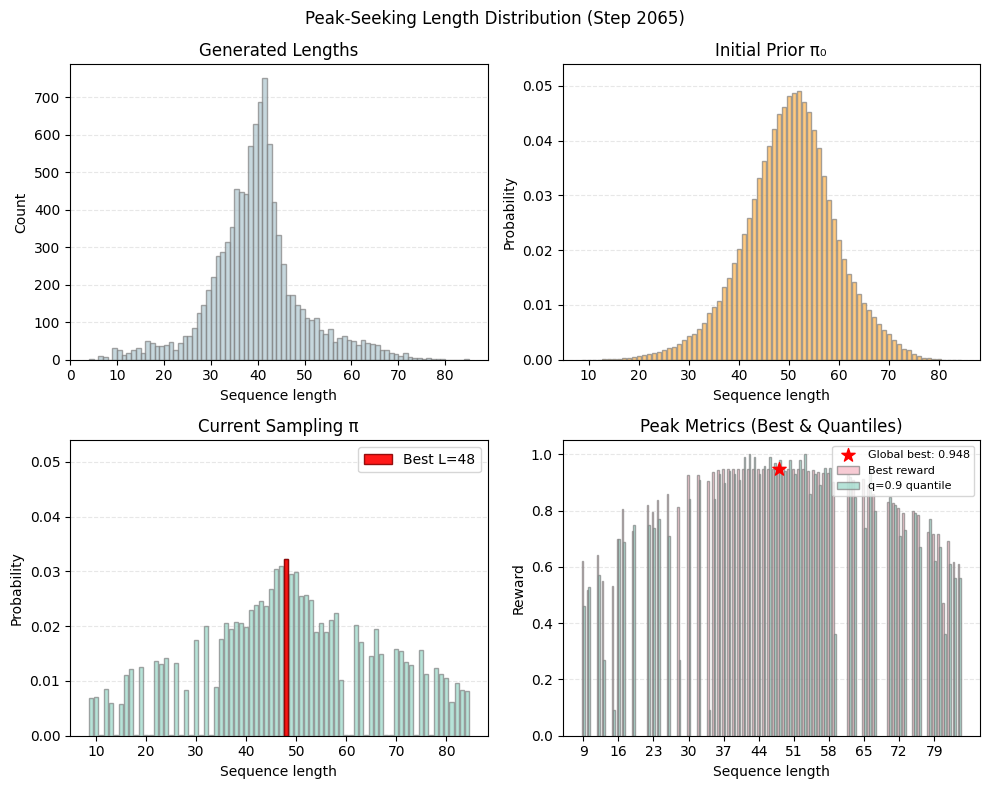 Peak-Seeking Length Distribution (Step 2065)
Generated Lengths
Count
700
600
500
400
300
200
100
0
0 10 20 30 40 50 60 70 80
Sequence length
Initial Prior π₀
Probability
0.05
0.04
0.03
0.02
0.01
0.00
10 20 30 40 50 60 70 80
Sequence length
Current Sampling π
Best L=48
Probability
0.05
0.04
0.03
0.02
0.01
0.00
10 20 30 40 50 60 70 80
Sequence length
Peak Metrics (Best & Quantiles)
Global best: 0.948
Best reward
q=0.9 quantile
Reward
1.0
0.8
0.6
0.4
0.2
0.0
9 16 23 30 37 44 51 58 65 72 79
Sequence length